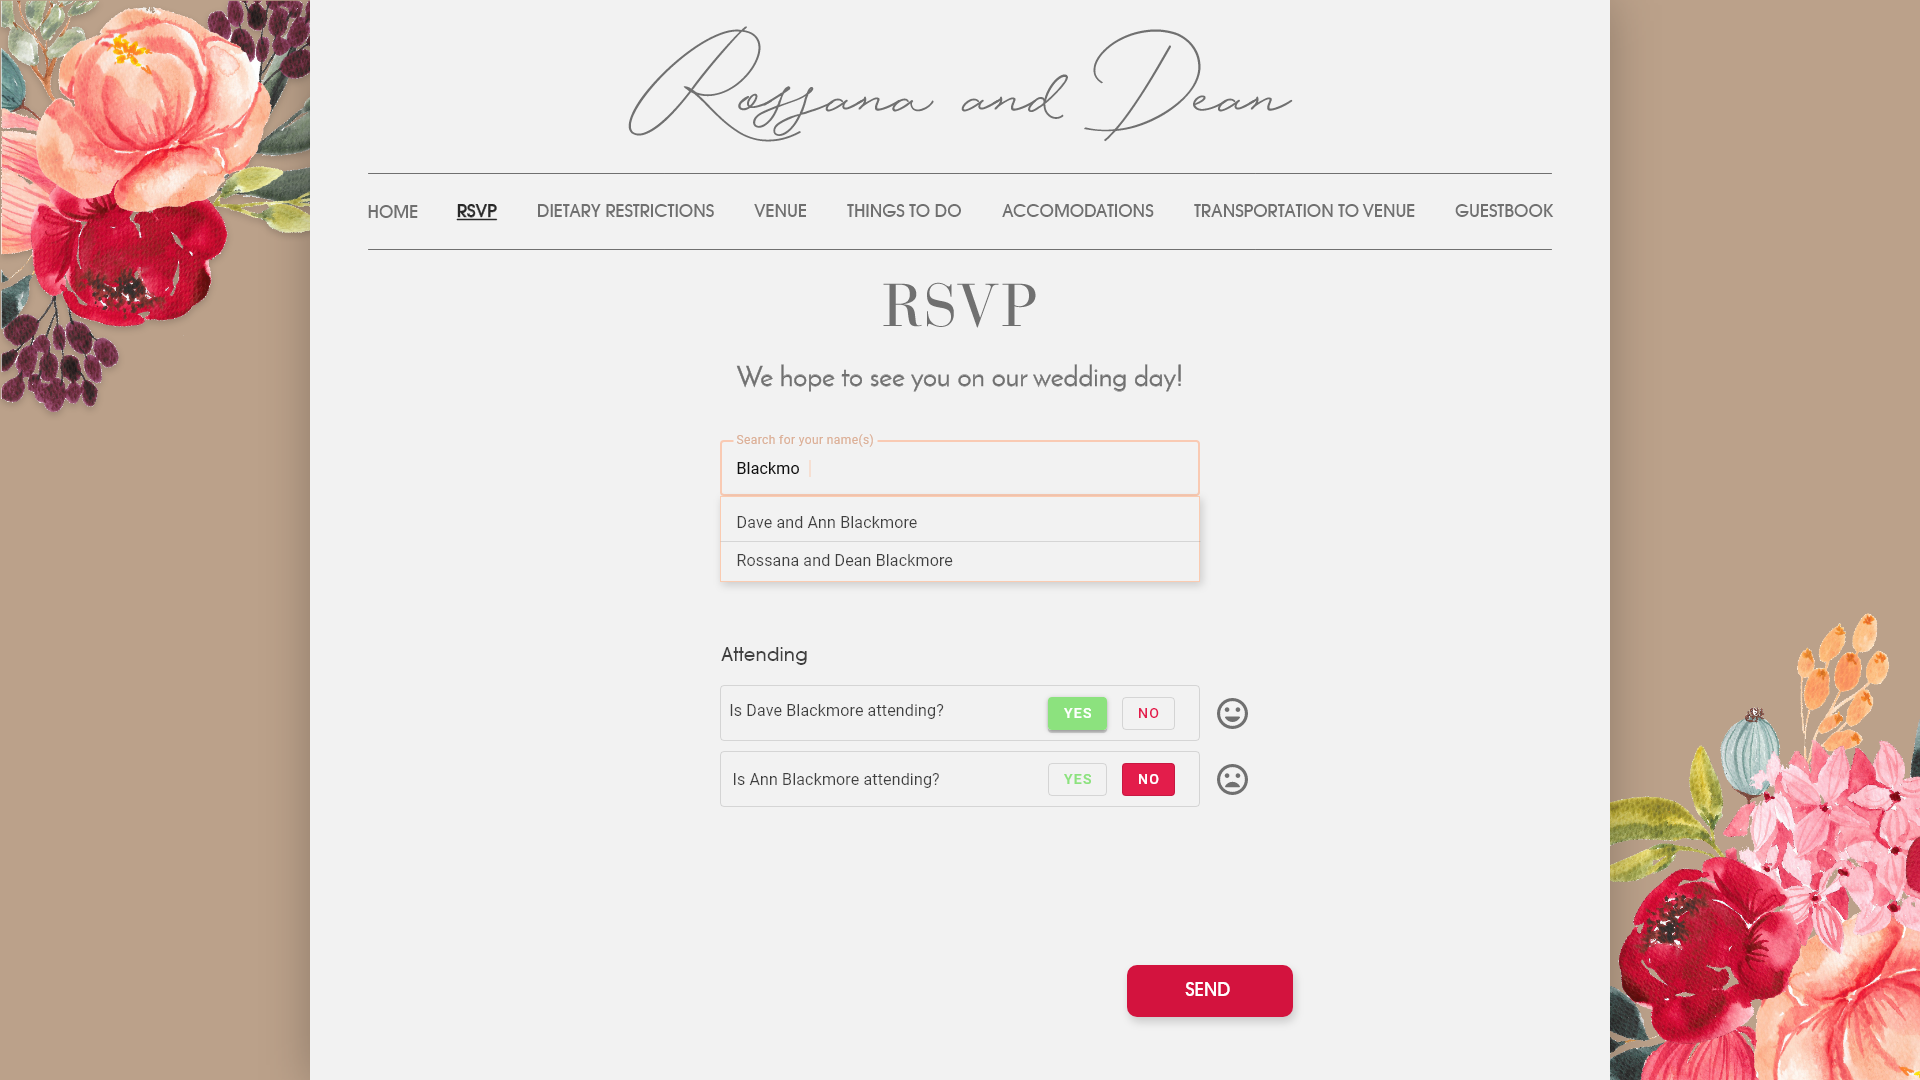 Rossana and Dean
HOME RSVP DIETARY RESTRICTIONS VENUE THINGS TO DO ACCOMODATIONS TRANSPORTATION TO VENUE GUESTBOOK
RSVP
We hope to see you on our wedding day!
Search for your name(s)
Blackmo
Dave and Ann Blackmore
Rossana and Dean Blackmore
Attending
Is Dave Blackmore attending? YES NO
Is Ann Blackmore attending? YES NO
SEND